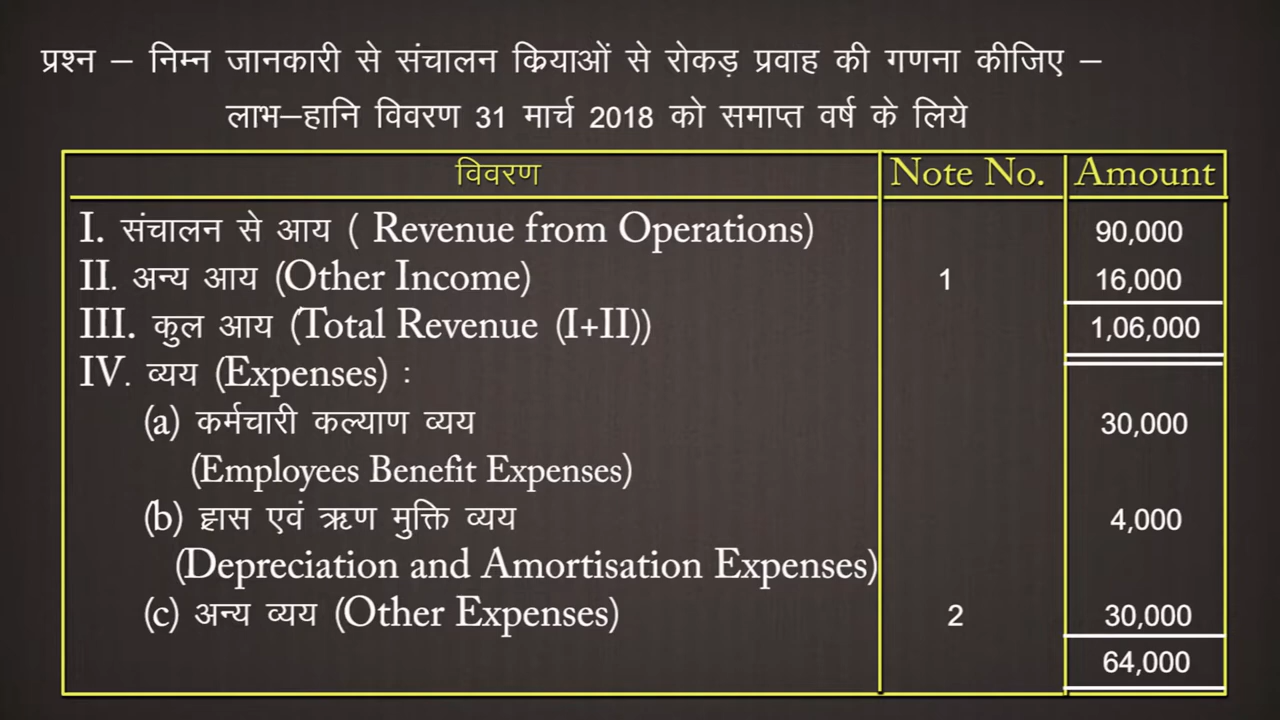 प्रश्न – निम्न जानकारी से संचालन क्रियाओं से रोकड़ प्रवाह की गणना कीजिए –
लाभ–हानि विवरण 31 मार्च 2018 को समाप्त वर्ष के लिये
विवरण Note No. Amount
I. संचालन से आय ( Revenue from Operations) 90,000
II. अन्य आय (Other Income) 1 16,000
III. कुल आय (Total Revenue (I+II)) 1,06,000
IV. व्यय (Expenses) :
(a) कर्मचारी कल्याण व्यय 30,000
(Employees Benefit Expenses)
(b) ह्रास एवं ऋण मुक्ति व्यय 4,000
(Depreciation and Amortisation Expenses)
(c) अन्य व्यय (Other Expenses) 2 30,000
64,000